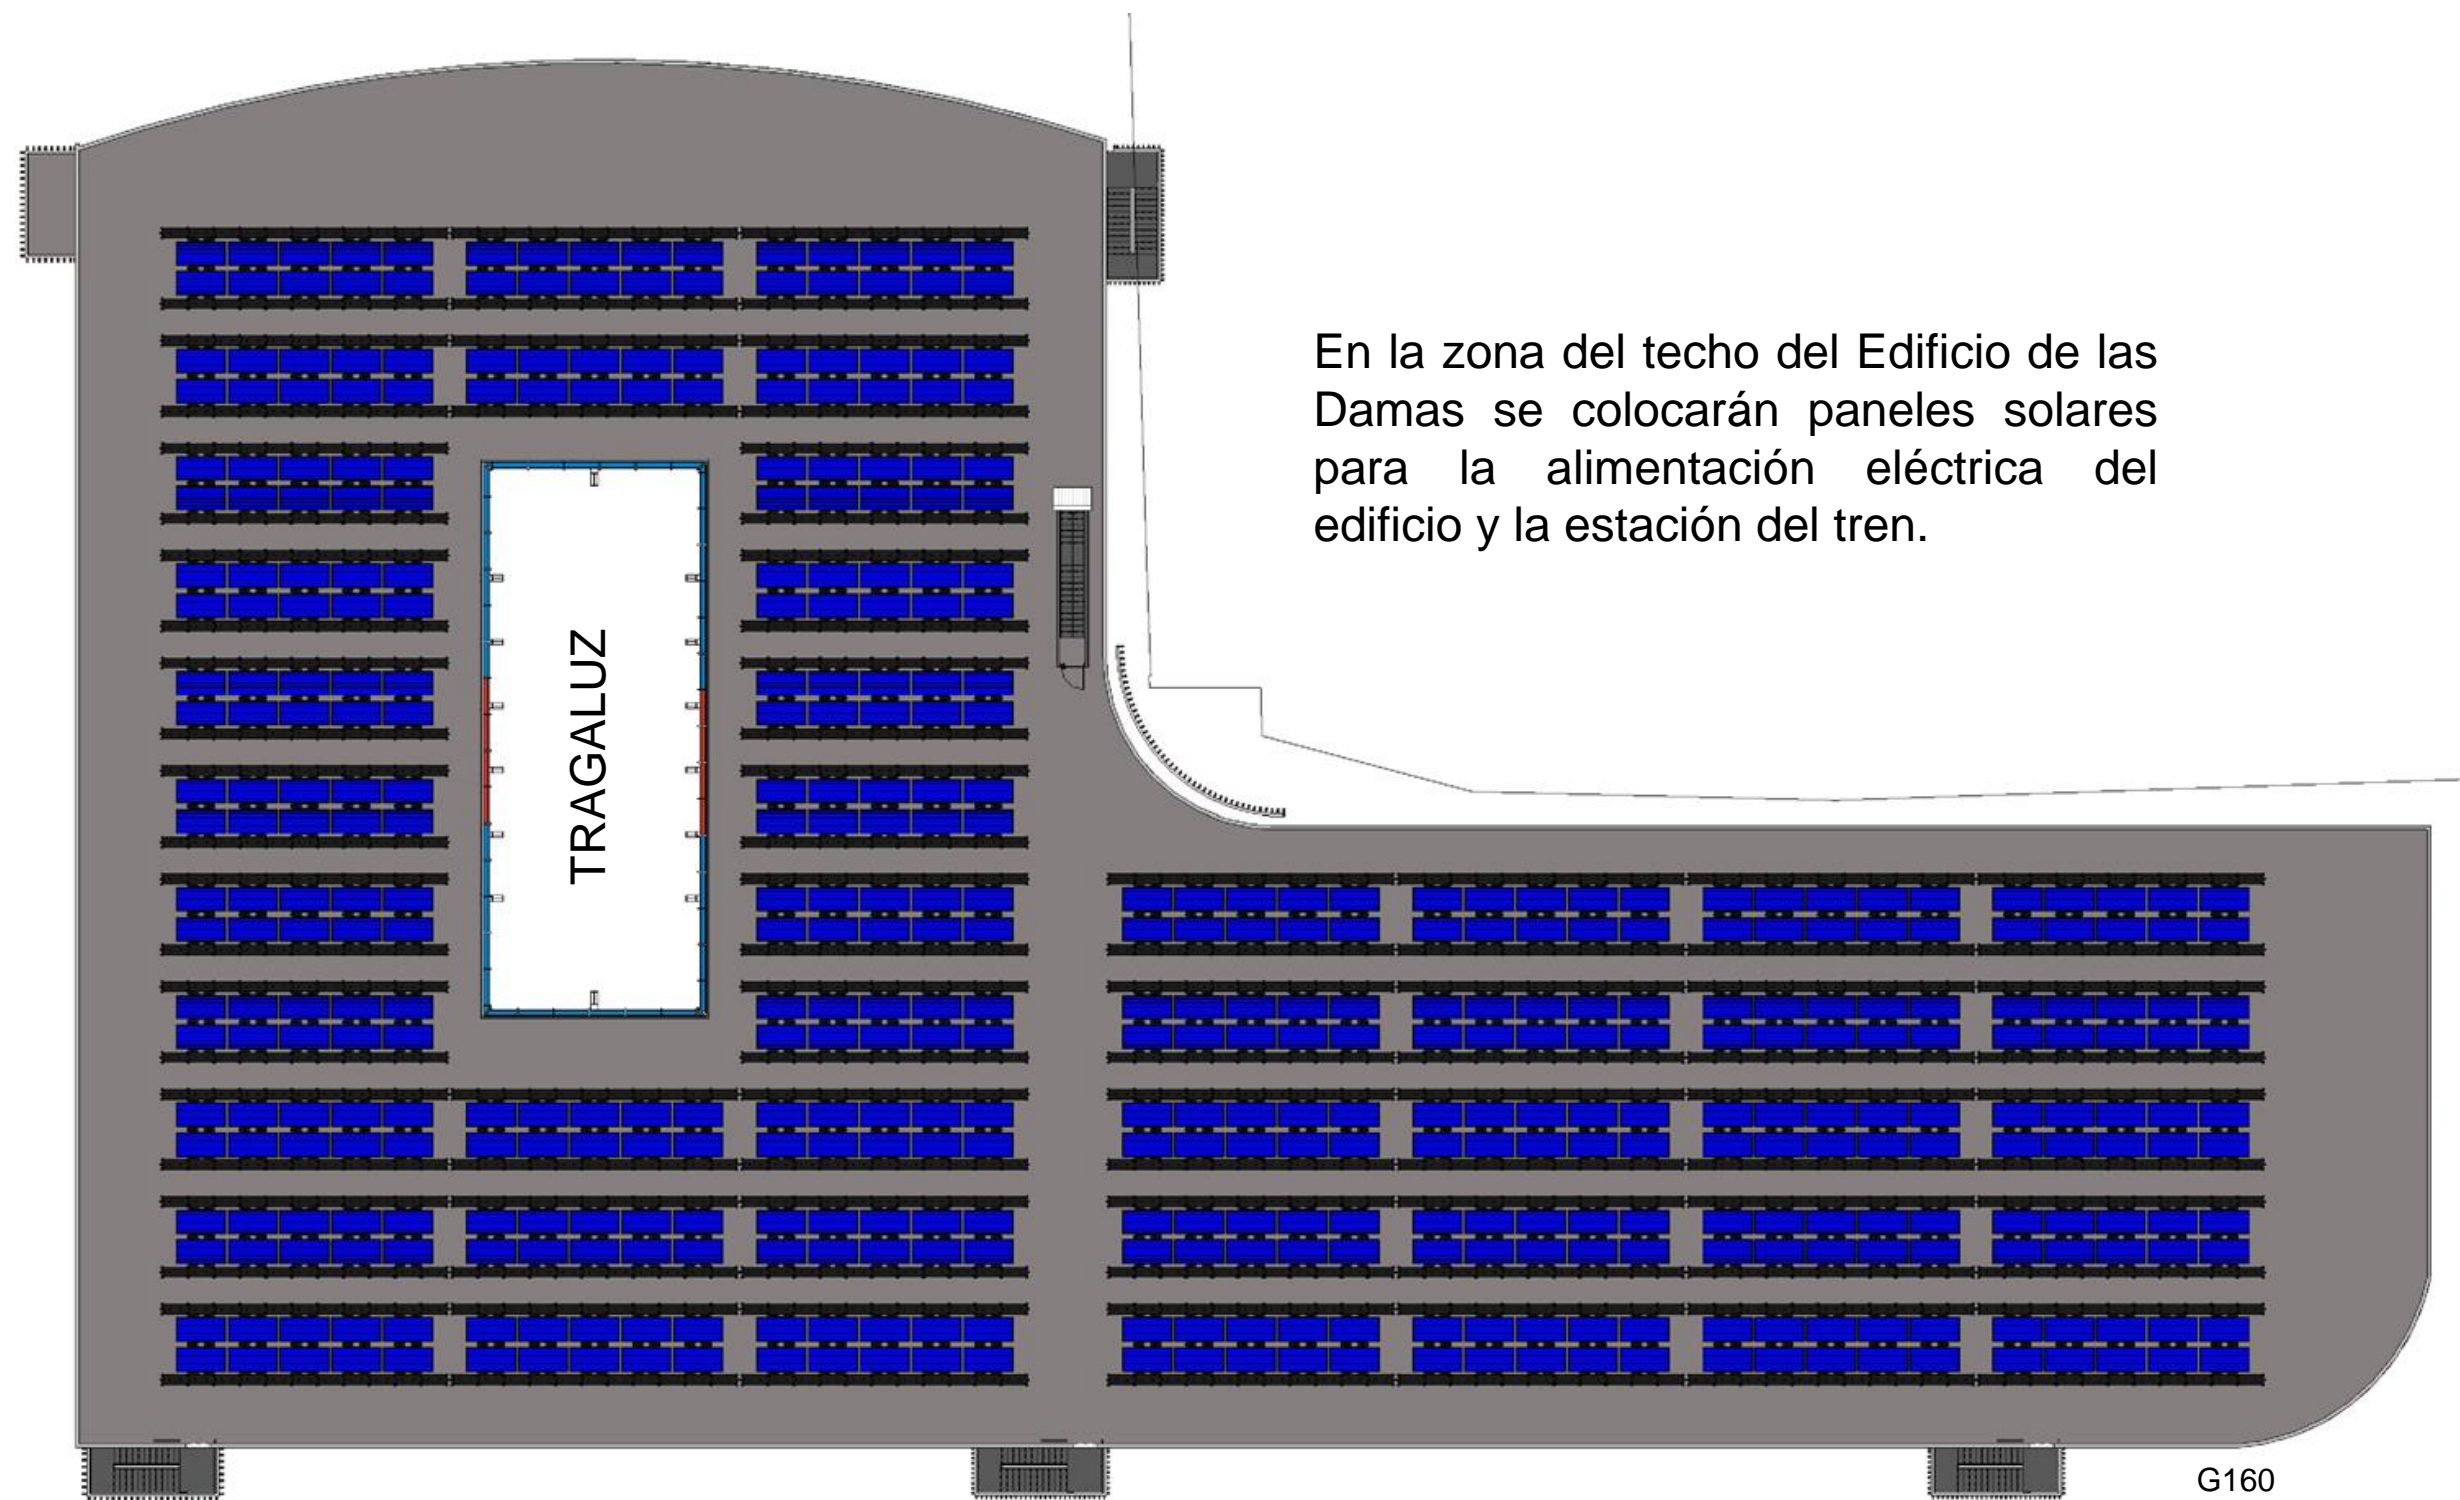 En la zona del techo del Edificio de las
Damas se colocarán paneles solares
para la alimentación eléctrica del
edificio y la estación del tren.
TRAGALUZ
G160